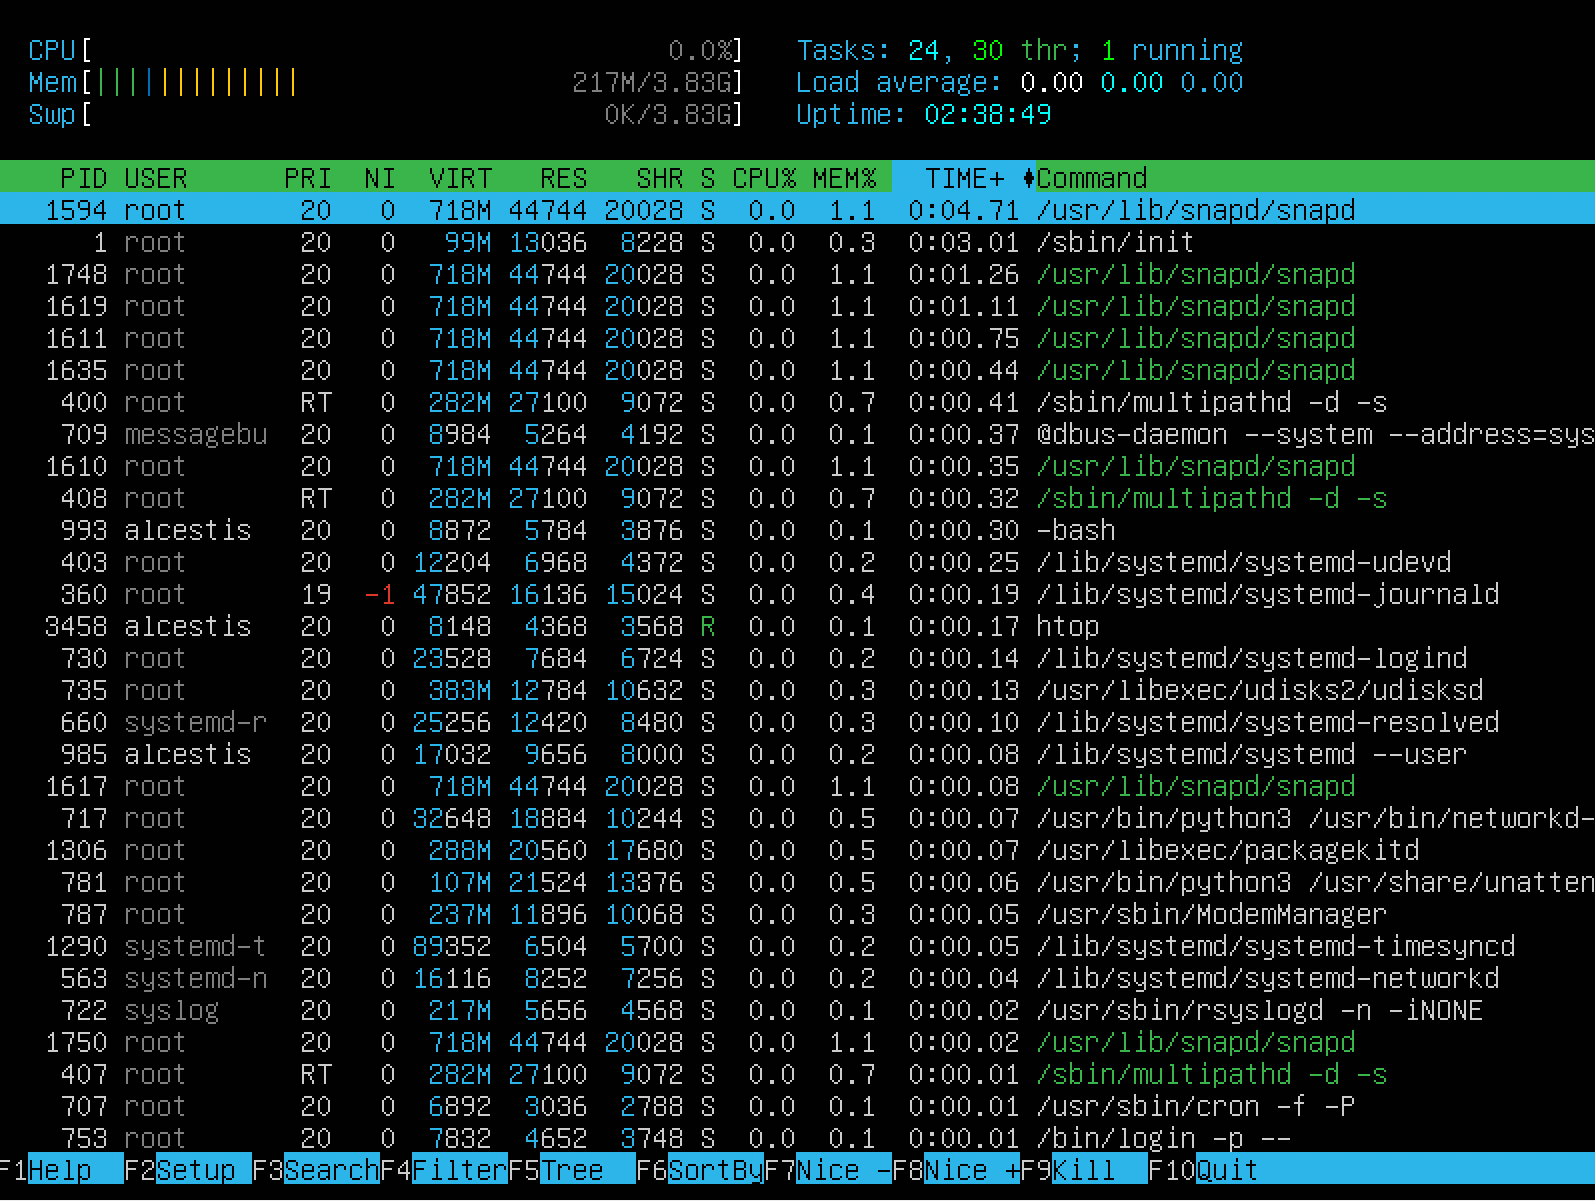 CPU[ 0.0%] Tasks: 24, 30 thr; 1 running
Mem[|||||||||||||  217M/3.83G] Load average: 0.00 0.00 0.00
Swp[ 0K/3.83G] Uptime: 02:38:49
PID USER PRI NI VIRT RES SHR S CPU% MEM% TIME+ ♦Command
1594 root 20 0 718M 44744 20028 S 0.0 1.1 0:04.71 /usr/lib/snapd/snapd
1 root 20 0 99M 13036 8228 S 0.0 0.3 0:03.01 /sbin/init
1748 root 20 0 718M 44744 20028 S 0.0 1.1 0:01.26 /usr/lib/snapd/snapd
1619 root 20 0 718M 44744 20028 S 0.0 1.1 0:01.11 /usr/lib/snapd/snapd
1611 root 20 0 718M 44744 20028 S 0.0 1.1 0:00.75 /usr/lib/snapd/snapd
1635 root 20 0 718M 44744 20028 S 0.0 1.1 0:00.44 /usr/lib/snapd/snapd
400 root RT 0 282M 27100 9072 S 0.0 0.7 0:00.41 /sbin/multipathd -d -s
709 messagebu 20 0 8984 5264 4192 S 0.0 0.1 0:00.37 @dbus-daemon --system --address=sys
1610 root 20 0 718M 44744 20028 S 0.0 1.1 0:00.35 /usr/lib/snapd/snapd
408 root RT 0 282M 27100 9072 S 0.0 0.7 0:00.32 /sbin/multipathd -d -s
993 alcestis 20 0 8872 5784 3876 S 0.0 0.1 0:00.30 -bash
403 root 20 0 12204 6968 4372 S 0.0 0.2 0:00.25 /lib/systemd/systemd-udevd
360 root 19 -1 47852 16136 15024 S 0.0 0.4 0:00.19 /lib/systemd/systemd-journald
3458 alcestis 20 0 8148 4368 3568 R 0.0 0.1 0:00.17 htop
730 root 20 0 23528 7684 6724 S 0.0 0.2 0:00.14 /lib/systemd/systemd-logind
735 root 20 0 383M 12784 10632 S 0.0 0.3 0:00.13 /usr/libexec/udisks2/udisksd
660 systemd-r 20 0 25256 12420 8480 S 0.0 0.3 0:00.10 /lib/systemd/systemd-resolved
985 alcestis 20 0 17032 9656 8000 S 0.0 0.2 0:00.08 /lib/systemd/systemd --user
1617 root 20 0 718M 44744 20028 S 0.0 1.1 0:00.08 /usr/lib/snapd/snapd
717 root 20 0 32648 18884 10244 S 0.0 0.5 0:00.07 /usr/bin/python3 /usr/bin/networkd-
1306 root 20 0 288M 20560 17680 S 0.0 0.5 0:00.07 /usr/libexec/packagekitd
781 root 20 0 107M 21524 13376 S 0.0 0.5 0:00.06 /usr/bin/python3 /usr/share/unatten
787 root 20 0 237M 11896 10068 S 0.0 0.3 0:00.05 /usr/sbin/ModemManager
1290 systemd-t 20 0 89352 6504 5700 S 0.0 0.2 0:00.05 /lib/systemd/systemd-timesyncd
563 systemd-n 20 0 16116 8252 7256 S 0.0 0.2 0:00.04 /lib/systemd/systemd-networkd
722 syslog 20 0 217M 5656 4568 S 0.0 0.1 0:00.02 /usr/sbin/rsyslogd -n -iNONE
1750 root 20 0 718M 44744 20028 S 0.0 1.1 0:00.02 /usr/lib/snapd/snapd
407 root RT 0 282M 27100 9072 S 0.0 0.7 0:00.01 /sbin/multipathd -d -s
707 root 20 0 6892 3036 2788 S 0.0 0.1 0:00.01 /usr/sbin/cron -f -P
753 root 20 0 7832 4652 3748 S 0.0 0.1 0:00.01 /bin/login -p --
F1Help F2Setup F3SearchF4FilterF5Tree F6SortByF7Nice -F8Nice +F9Kill F10Quit